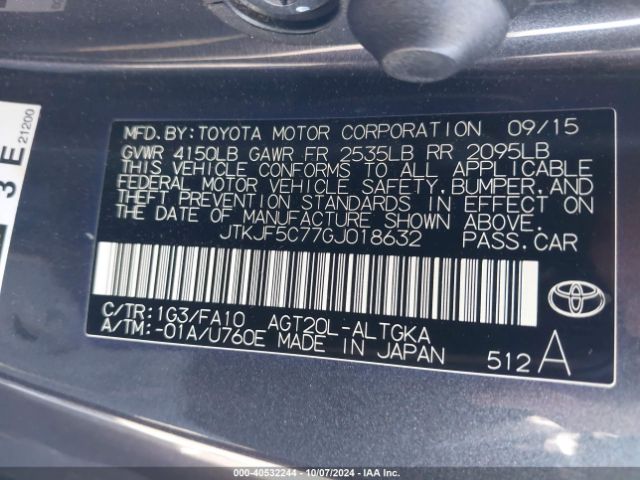 3 E
21200
MFD.BY:TOYOTA MOTOR CORPORATION 09/15
GVWR 4150LB GAWR FR 2535LB RR 2095LB
THIS VEHICLE CONFORMS TO ALL APPLICABLE
FEDERAL MOTOR VEHICLE SAFETY,BUMPER,AND
THEFT PREVENTION STANDARDS IN EFFECT ON
THE DATE OF MANUFACTURE SHOWN ABOVE.
JTKJF5C77GJ018632 PASS.CAR
C/TR:1G3/FA10 AGT20L-ALTGKA
A/TM:-01A/U760E MADE IN JAPAN 512 A
000-40532244 - 10/07/2024 - IAA Inc.